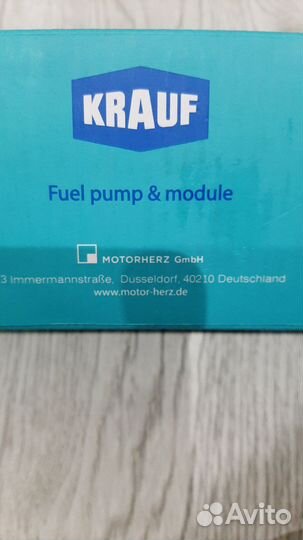 KRAUF
Fuel pump & module
MOTORHERZ GmbH
3 Immermannstraße, Dusseldorf, 40210 Deutschland
www.motor-herz.de
Avito